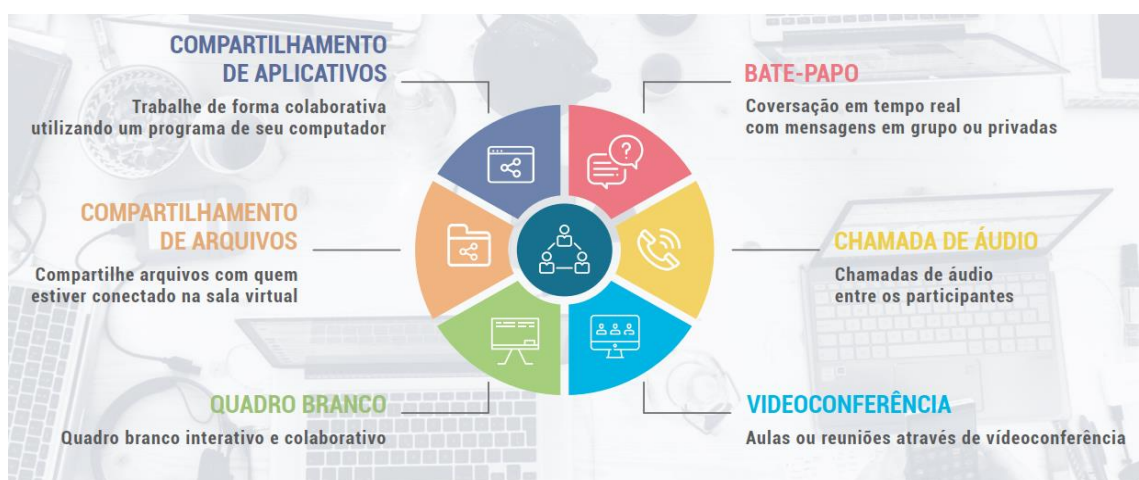 COMPARTILHAMENTO
DE APLICATIVOS
Trabalhe de forma colaborativa
utilizando um programa de seu computador
COMPARTILHAMENTO
DE ARQUIVOS
Compartilhe arquivos com quem
estiver conectado na sala virtual
QUADRO BRANCO
Quadro branco interativo e colaborativo
BATE-PAPO
Coversação em tempo real
com mensagens em grupo ou privadas
?
CHAMADA DE ÁUDIO
Chamadas de áudio
entre os participantes
VIDEOCONFERÊNCIA
Aulas ou reuniões através de vídeoconferência